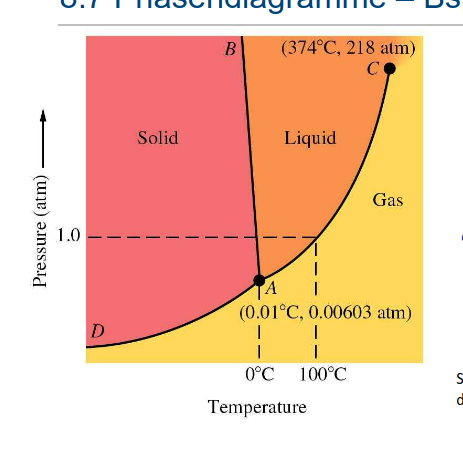 Phasendiagramme – Bs
B
(374°C, 218 atm)
C
Solid
Liquid
Gas
Pressure (atm)
1.0
A
(0.01°C, 0.00603 atm)
D
0°C 100°C
Temperature
S
d